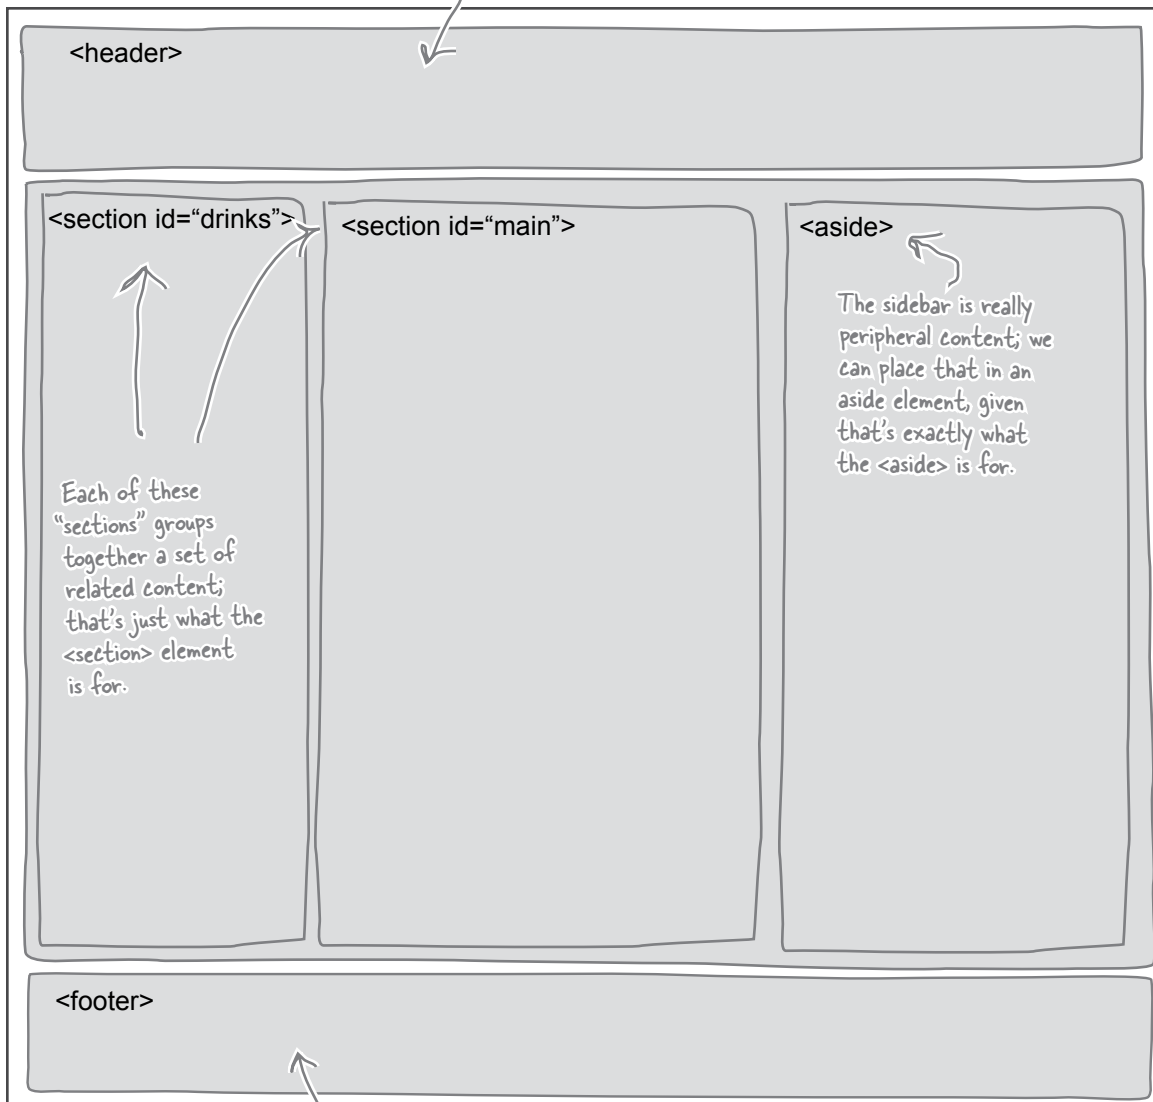 <header>
<section id=“drinks”>
<section id=“main”>
<aside>
The sidebar is really
peripheral content; we
can place that in an
aside element, given
that's exactly what
the <aside> is for.
Each of these
“sections” groups
together a set of
related content;
that's just what the
<section> element
is for.
<footer>